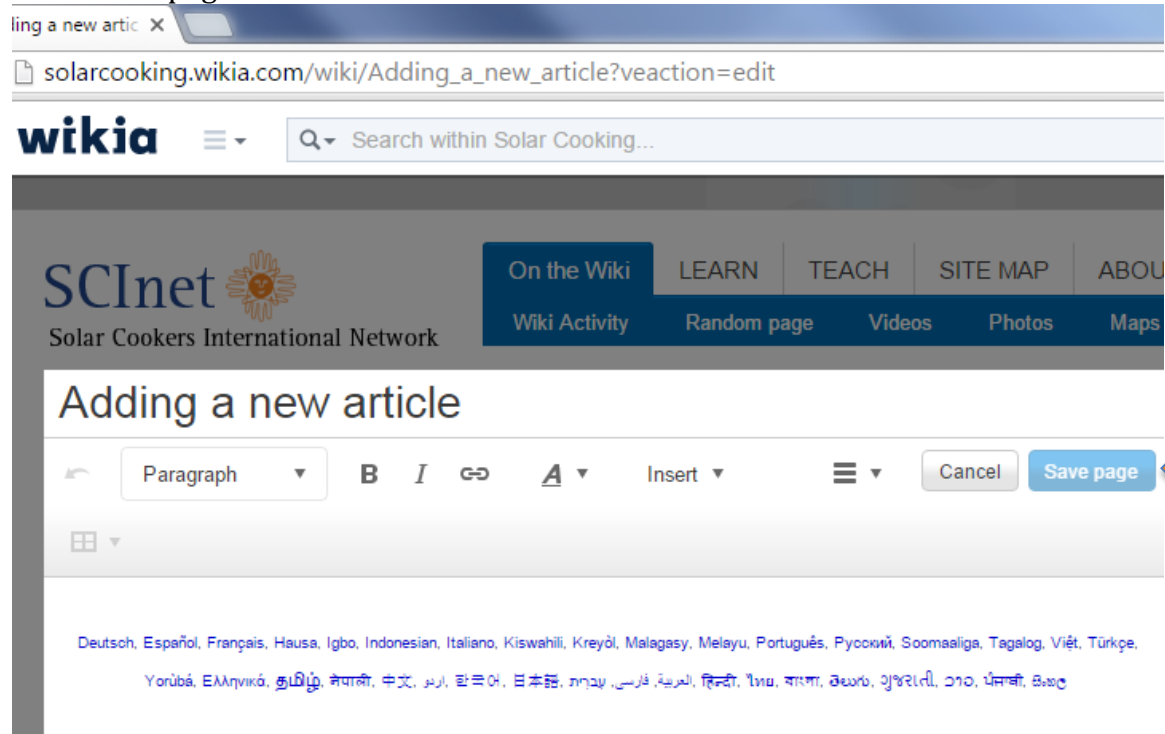 ling a new artic
solarcooking.wikia.com/wiki/Adding_a_new_article?veaction=edit
wikia
Search within Solar Cooking...
SCInet
Solar Cookers International Network
On the Wiki LEARN TEACH SITE MAP ABOU
Wiki Activity Random page Videos Photos Maps
Adding a new article
Paragraph B I A Insert Cancel Save page
Deutsch, Español, Français, Hausa, Igbo, Indonesian, Italiano, Kiswahili, Kreyòl, Malagasy, Melayu, Português, Русский, Soomaaliga, Tagalog, Việt, Türkçe,
Yorùbá, Ελληνικά, தமிழ், नेपाली, 中文, اردو, 한국어, 日本語, فارسی, עברית, العربية, हिन्दी, ไทย, বাংলা, తెలుగు, ગુજરાતી, ລາວ, ਪੰਜਾਬੀ, සිංහල